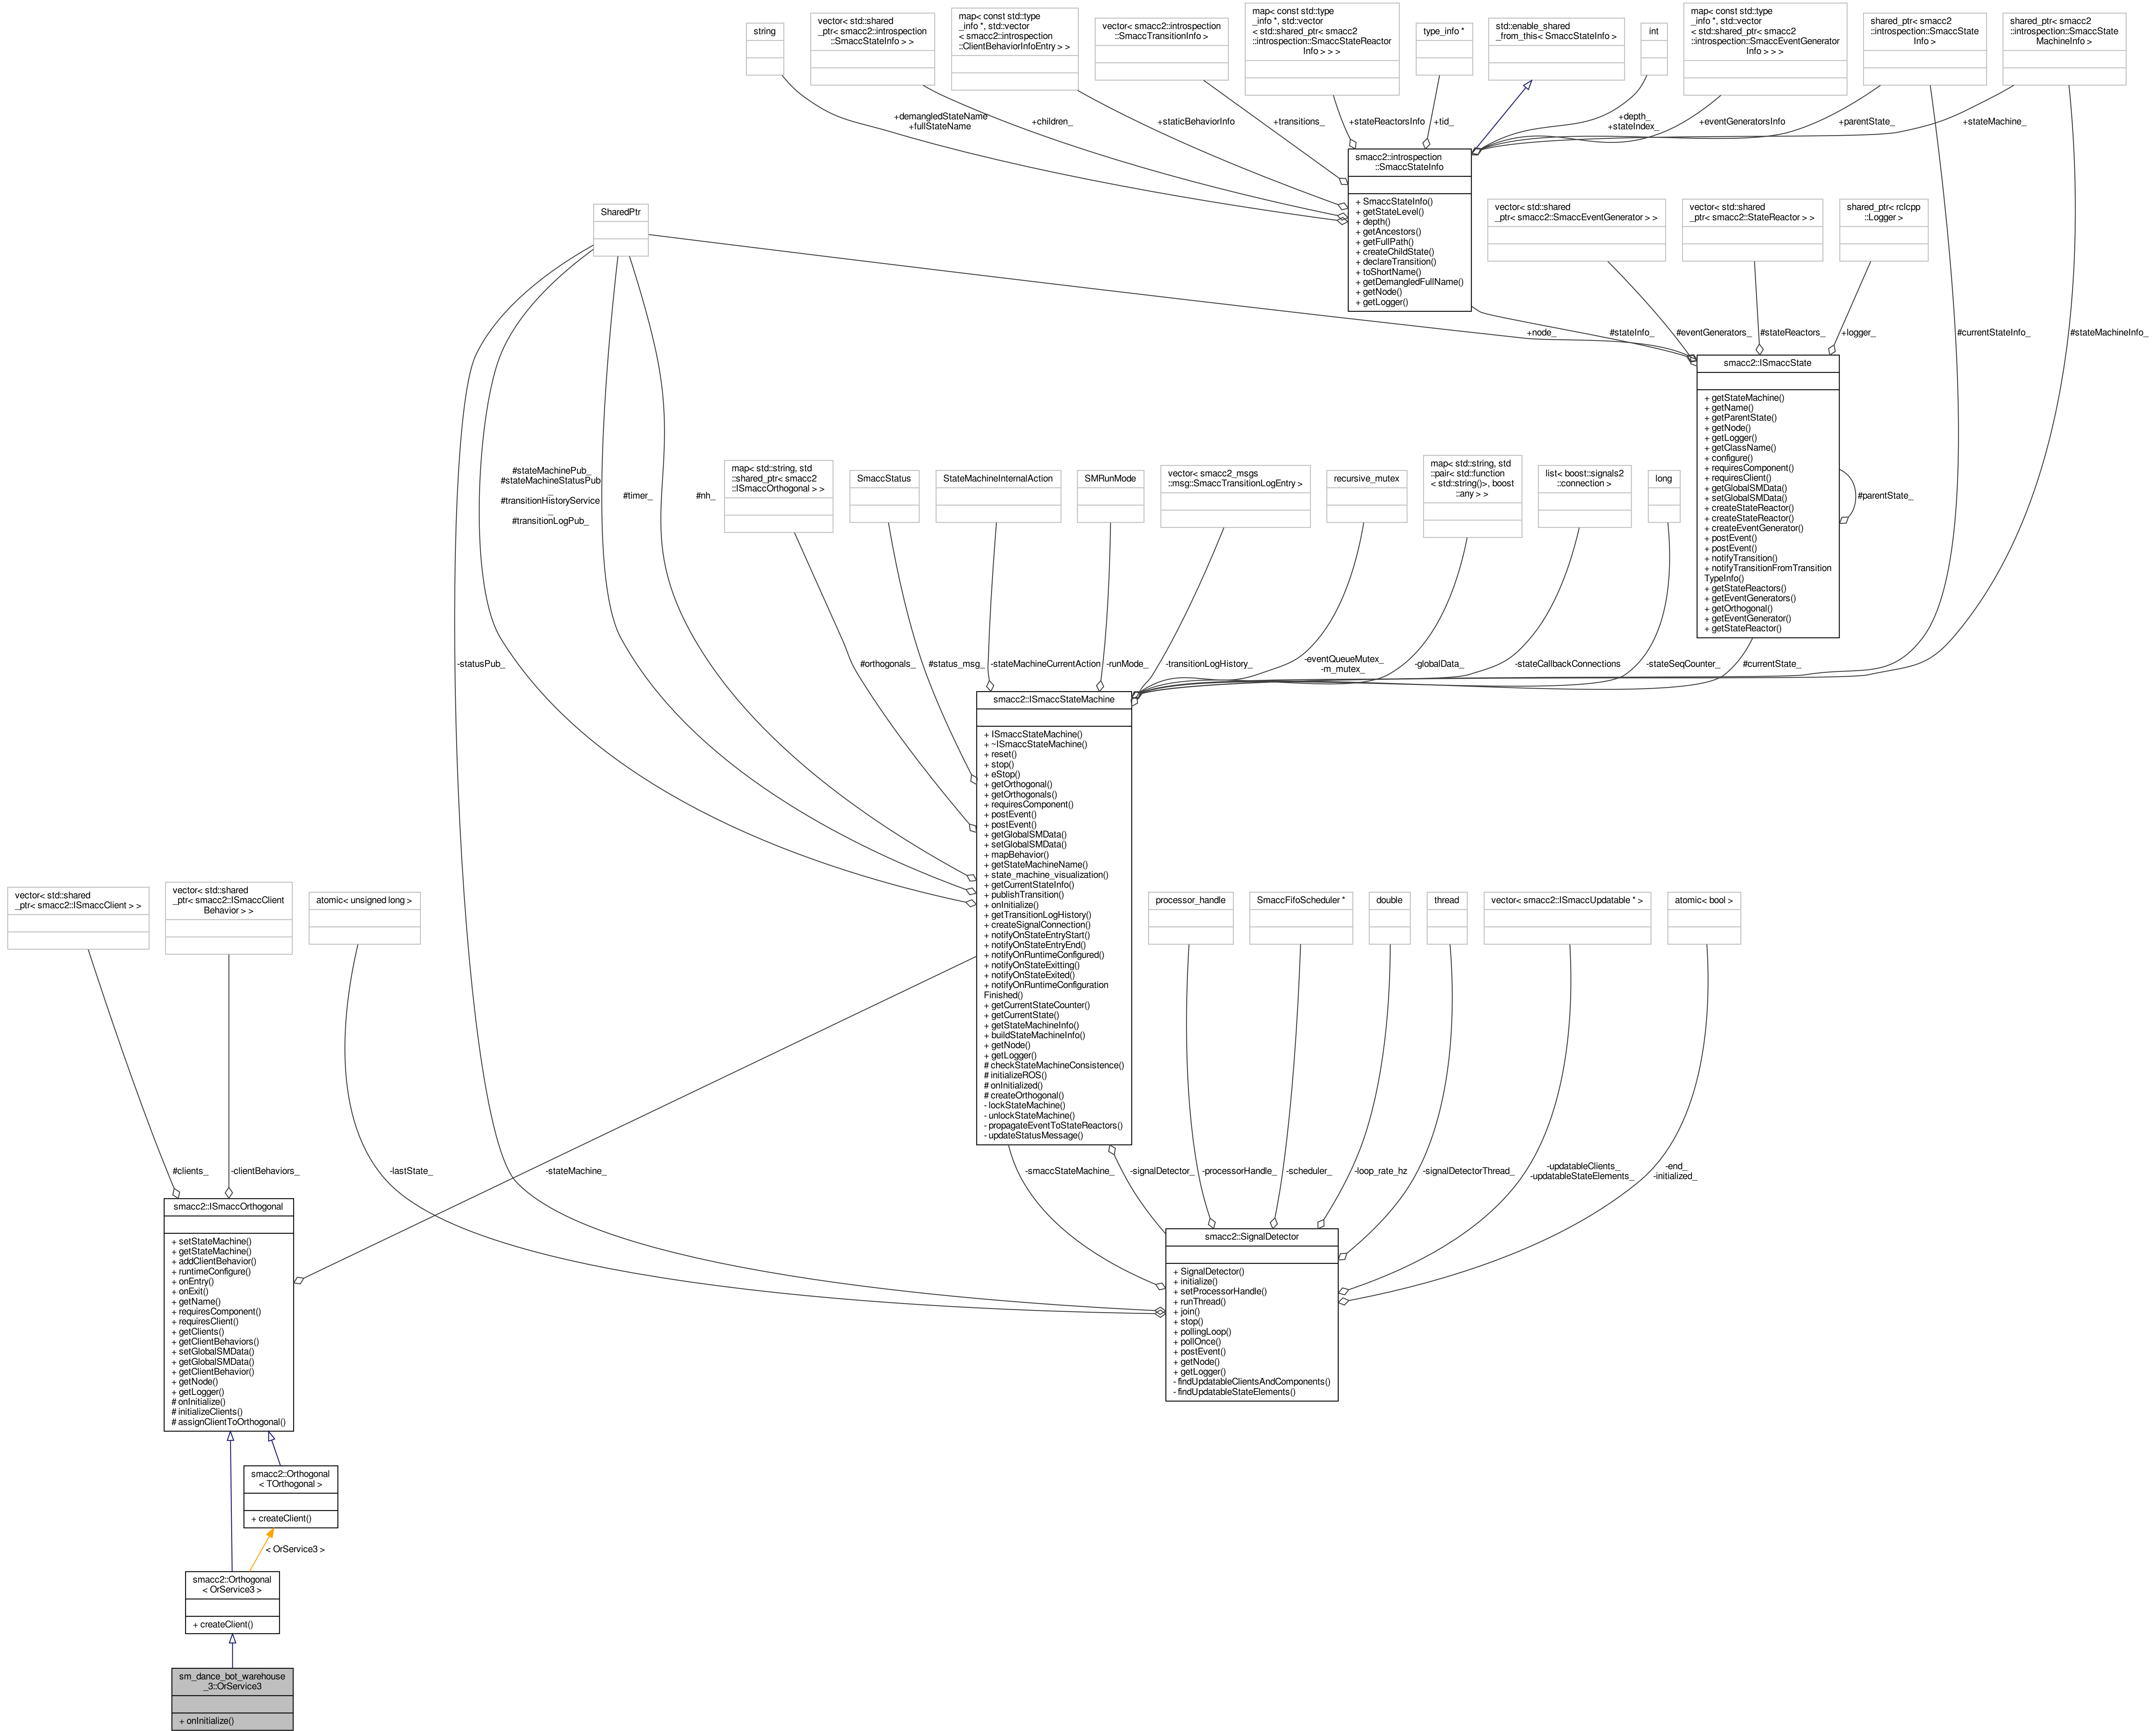 string
vector< std::shared
_ptr< smacc2::introspection
::SmaccStateInfo > >
map< const std::type
_info *, std::vector
< smacc2::introspection
::ClientBehaviorInfoEntry > >
vector< smacc2::introspection
::SmaccTransitionInfo >
map< const std::type
_info *, std::vector
< std::shared_ptr< smacc2
::introspection::SmaccStateReactor
Info > > >
type_info *
std::enable_shared
_from_this< SmaccStateInfo >
int
map< const std::type
_info *, std::vector
< std::shared_ptr< smacc2
::introspection::SmaccEventGenerator
Info > > >
shared_ptr< smacc2
::introspection::SmaccState
Info >
shared_ptr< smacc2
::introspection::SmaccState
MachineInfo >
+demangledStateName
+fullStateName
+children_
+staticBehaviorInfo
+transitions_
+stateReactorsInfo
+tid_
+depth_
+stateIndex_
+eventGeneratorsInfo
+parentState_
+stateMachine_
smacc2::introspection
::SmaccStateInfo
+ SmaccStateInfo()
+ getStateLevel()
+ depth()
+ getAncestors()
+ getFullPath()
+ createChildState()
+ declareTransition()
+ toShortName()
+ getDemangledFullName()
+ getNode()
+ getLogger()
SharedPtr
vector< std::shared
_ptr< smacc2::SmaccEventGenerator > >
vector< std::shared
_ptr< smacc2::StateReactor > >
shared_ptr< rclcpp
::Logger >
+node_
#stateInfo_
#eventGenerators_
#stateReactors_
+logger_
#currentStateInfo_
#stateMachineInfo_
smacc2::ISmaccState
+ getStateMachine()
+ getName()
+ getParentState()
+ getNode()
+ getLogger()
+ getClassName()
+ configure()
+ requiresComponent()
+ requiresClient()
+ getGlobalSMData()
+ setGlobalSMData()
+ createStateReactor()
+ createStateReactor()
+ createEventGenerator()
+ postEvent()
+ postEvent()
+ notifyTransition()
+ notifyTransitionFromTransition
TypeInfo()
+ getStateReactors()
+ getEventGenerators()
+ getOrthogonal()
+ getEventGenerator()
+ getStateReactor()
#parentState_
#stateMachinePub_
#stateMachineStatusPub
_
#transitionHistoryService
_
#transitionLogPub_
#timer_
#nh_
map< std::string, std
::shared_ptr< smacc2
::ISmaccOrthogonal > >
SmaccStatus
StateMachineInternalAction
SMRunMode
vector< smacc2_msgs
::msg::SmaccTransitionLogEntry >
recursive_mutex
map< std::string, std
::pair< std::function
< std::string()>, boost
::any > >
list< boost::signals2
::connection >
long
-statusPub_
#orthogonals_
#status_msg_
-stateMachineCurrentAction
-runMode_
-transitionLogHistory_
-eventQueueMutex_
-m_mutex_
-globalData_
-stateCallbackConnections
-stateSeqCounter_
#currentState_
smacc2::ISmaccStateMachine
+ ISmaccStateMachine()
+ ~ISmaccStateMachine()
+ reset()
+ stop()
+ eStop()
+ getOrthogonal()
+ getOrthogonals()
+ requiresComponent()
+ postEvent()
+ postEvent()
+ getGlobalSMData()
+ setGlobalSMData()
+ mapBehavior()
+ getStateMachineName()
+ state_machine_visualization()
+ getCurrentStateInfo()
+ publishTransition()
+ onInitialize()
+ getTransitionLogHistory()
+ createSignalConnection()
+ notifyOnStateEntryStart()
+ notifyOnStateEntryEnd()
+ notifyOnRuntimeConfigured()
+ notifyOnStateExitting()
+ notifyOnStateExited()
+ notifyOnRuntimeConfiguration
Finished()
+ getCurrentStateCounter()
+ getCurrentState()
+ getStateMachineInfo()
+ buildStateMachineInfo()
+ getNode()
+ getLogger()
# checkStateMachineConsistence()
# initializeROS()
# onInitialized()
# createOrthogonal()
- lockStateMachine()
- unlockStateMachine()
- propagateEventToStateReactors()
- updateStatusMessage()
vector< std::shared
_ptr< smacc2::ISmaccClient > >
vector< std::shared
_ptr< smacc2::ISmaccClient
Behavior > >
atomic< unsigned long >
processor_handle
SmaccFifoScheduler *
double
thread
vector< smacc2::ISmaccUpdatable * >
atomic< bool >
#clients_
-clientBehaviors_
-lastState_
-stateMachine_
-smaccStateMachine_
-signalDetector_
-processorHandle_
-scheduler_
-loop_rate_hz
-signalDetectorThread_
-updatableClients_
-updatableStateElements_
-end_
-initialized_
smacc2::ISmaccOrthogonal
+ setStateMachine()
+ getStateMachine()
+ addClientBehavior()
+ runtimeConfigure()
+ onEntry()
+ onExit()
+ getName()
+ requiresComponent()
+ requiresClient()
+ getClients()
+ getClientBehaviors()
+ setGlobalSMData()
+ getGlobalSMData()
+ getClientBehavior()
+ getNode()
+ getLogger()
# onInitialize()
# initializeClients()
# assignClientToOrthogonal()
smacc2::SignalDetector
+ SignalDetector()
+ initialize()
+ setProcessorHandle()
+ runThread()
+ join()
+ stop()
+ pollingLoop()
+ pollOnce()
+ postEvent()
+ getNode()
+ getLogger()
- findUpdatableClientsAndComponents()
- findUpdatableStateElements()
smacc2::Orthogonal
< TOrthogonal >
+ createClient()
< OrService3 >
smacc2::Orthogonal
< OrService3 >
+ createClient()
sm_dance_bot_warehouse
_3::OrService3
+ onInitialize()